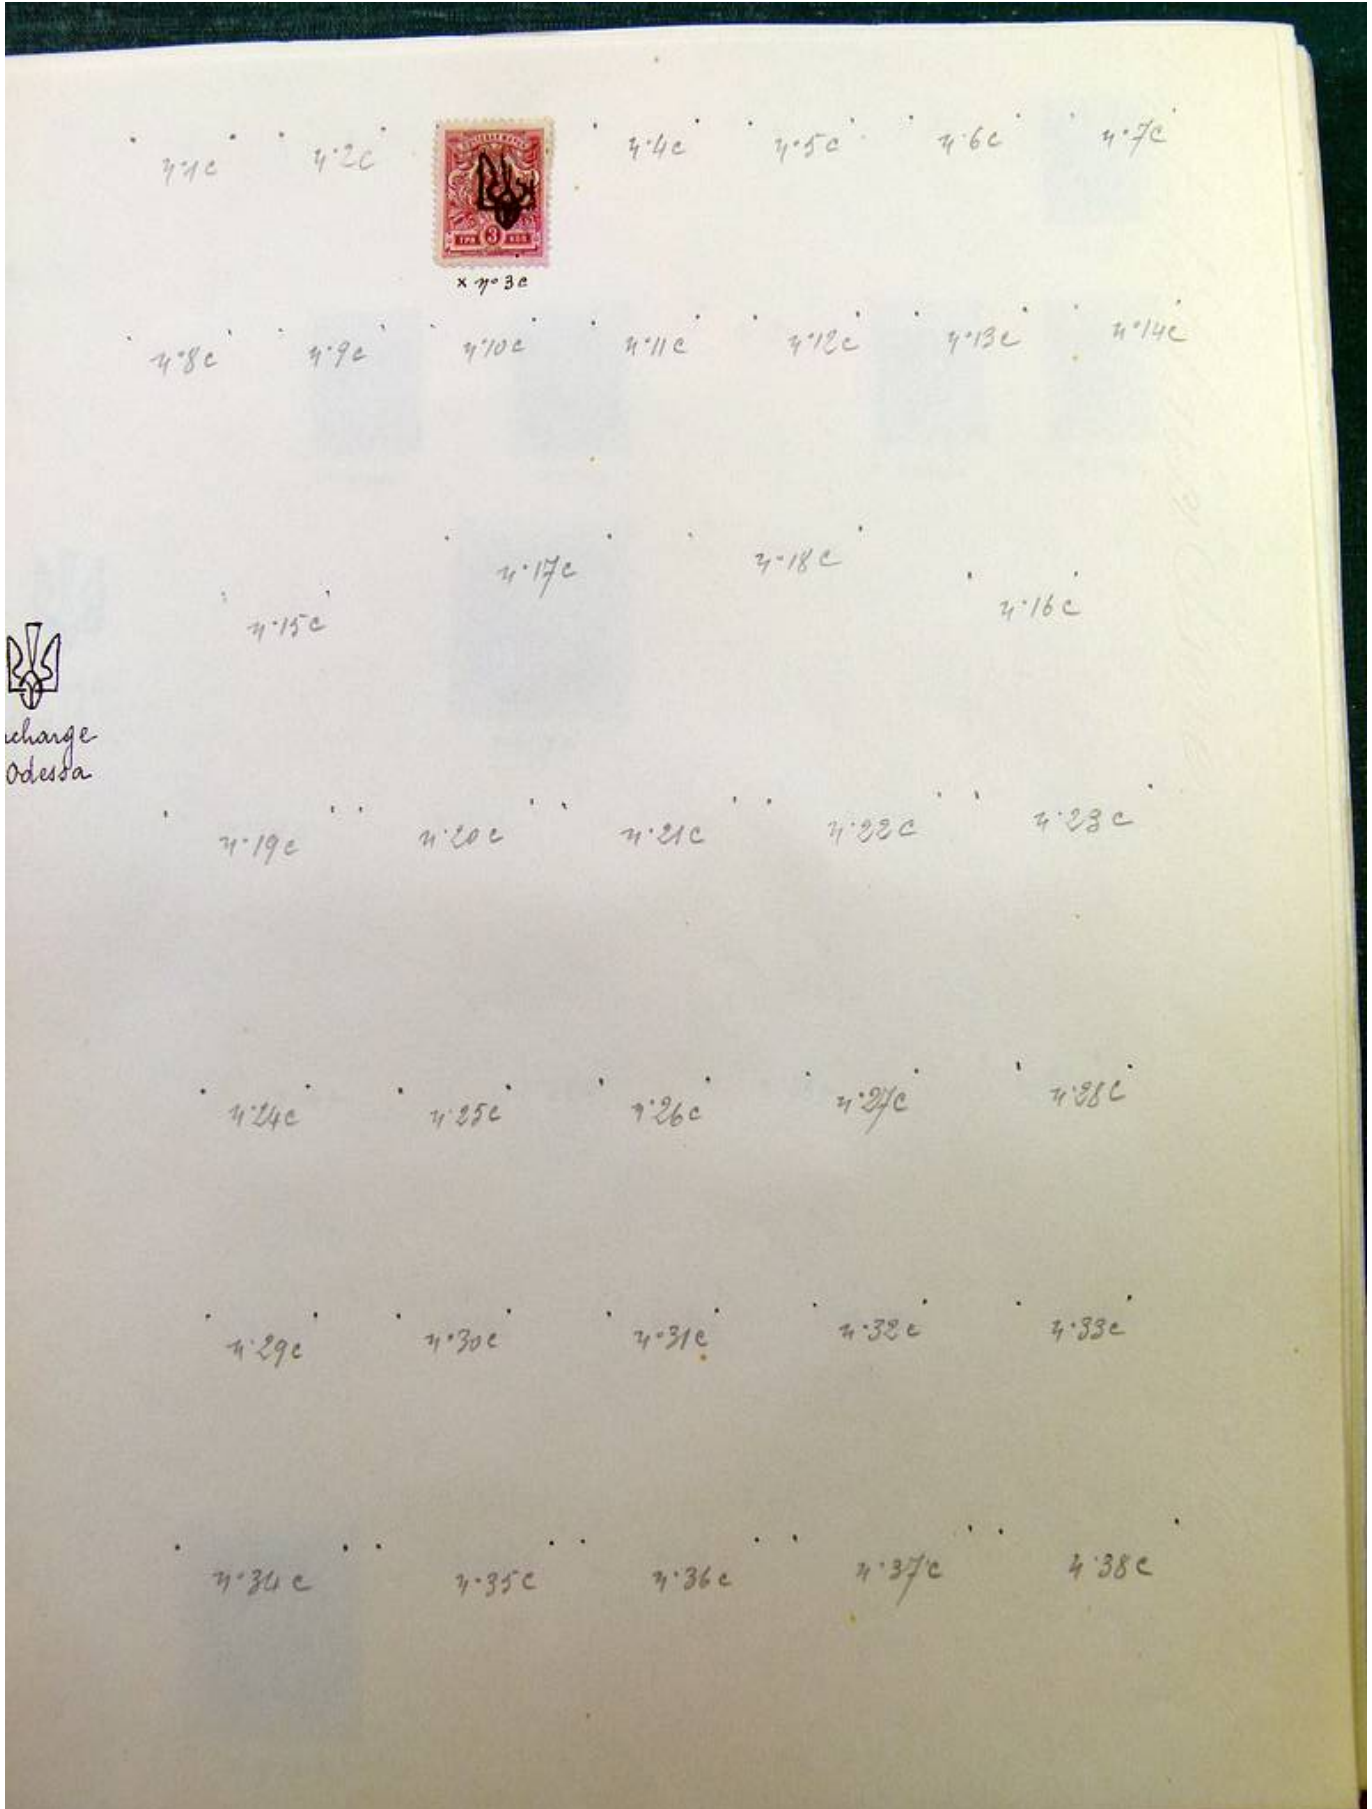 n°1c n°2c n°4c n°5c n°6c n°7c
3
× n° 3c
n°8c n°9c n°10c n°11c n°12c n°13c n°14c
n°17c n°18c
n°15c n°16c
charge
Odessa
n°19c n°20c n°21c n°22c n°23c
n°24c n°25c n°26c n°27c n°28c
n°29c n°30c n°31c n°32c n°33c
n°34c n°35c n°36c n°37c n°38c